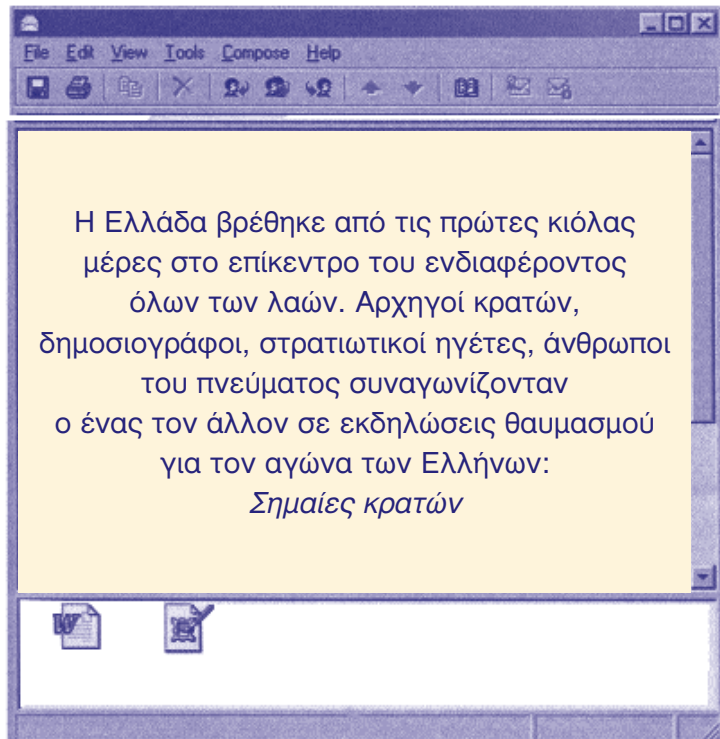 File Edit View Tools Compose Help
Η Ελλάδα βρέθηκε από τις πρώτες κιόλας
μέρες στο επίκεντρο του ενδιαφέροντος
όλων των λαών. Αρχηγοί κρατών,
δημοσιογράφοι, στρατιωτικοί ηγέτες, άνθρωποι
του πνεύματος συναγωνίζονταν
ο ένας τον άλλον σε εκδηλώσεις θαυμασμού
για τον αγώνα των Ελλήνων:
Σημαίες κρατών
W